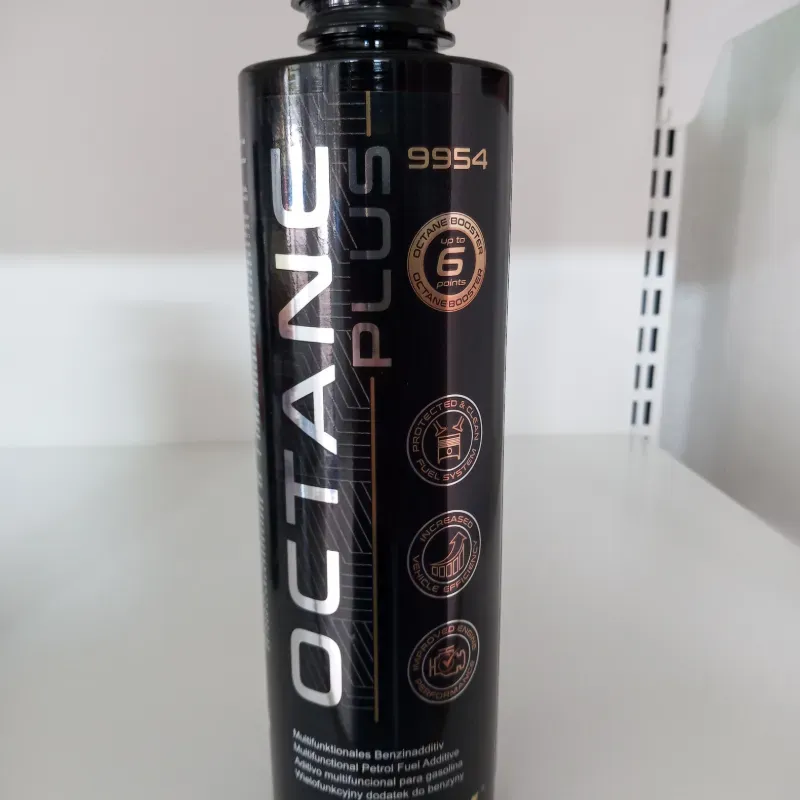 OCTANE
PLUS
9954
OCTANE BOOSTER
up to
6
points
OCTANE BOOSTER
PROTECTED & CLEAN
FUEL SYSTEM
INCREASED
VEHICLE EFFICIENCY
IMPROVED ENGINE
PERFORMANCE
Multifunktionales Benzinadditiv
Multifunctional Petrol Fuel Additive
Aditivo multifuncional para gasolina
Wielofunkcyjny dodatek do benzyny